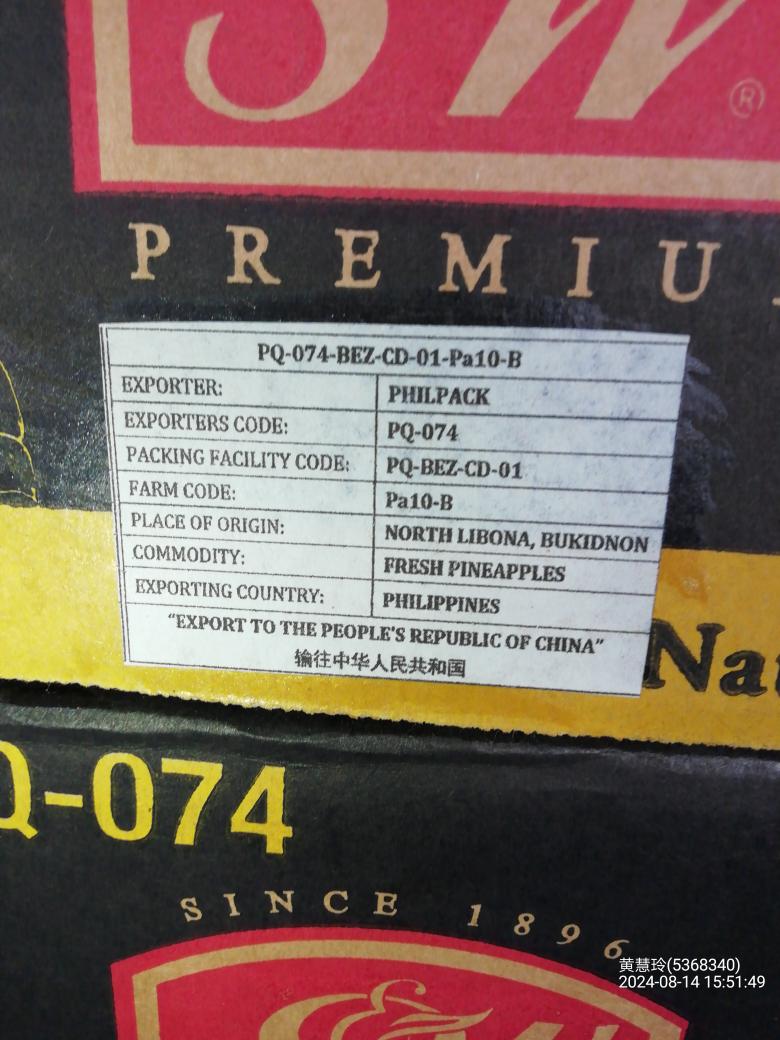 SW ®
PREMIU
PQ-074-BEZ-CD-01-Pa10-B
EXPORTER: PHILPACK
EXPORTERS CODE: PQ-074
PACKING FACILITY CODE: PQ-BEZ-CD-01
FARM CODE: Pa10-B
PLACE OF ORIGIN: NORTH LIBONA, BUKIDNON
COMMODITY: FRESH PINEAPPLES
EXPORTING COUNTRY: PHILIPPINES
"EXPORT TO THE PEOPLE'S REPUBLIC OF CHINA"
输往中华人民共和国
Nat
Q-074
SINCE 1896
黄慧玲(5368340)
2024-08-14 15:51:49